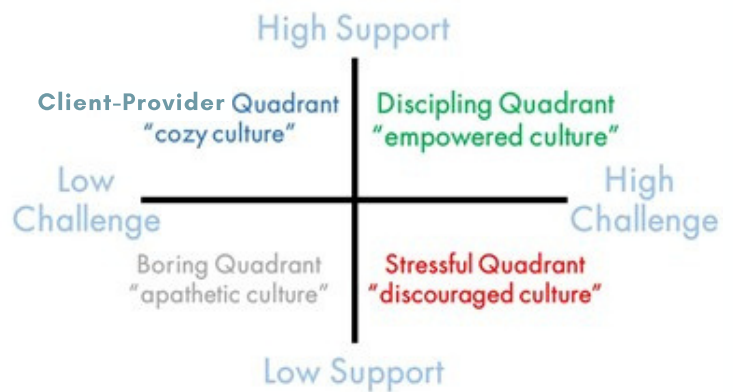 High Support
Client-Provider Quadrant
"cozy culture"
Discipling Quadrant
"empowered culture"
Low
Challenge
High
Challenge
Boring Quadrant
"apathetic culture"
Stressful Quadrant
"discouraged culture"
Low Support